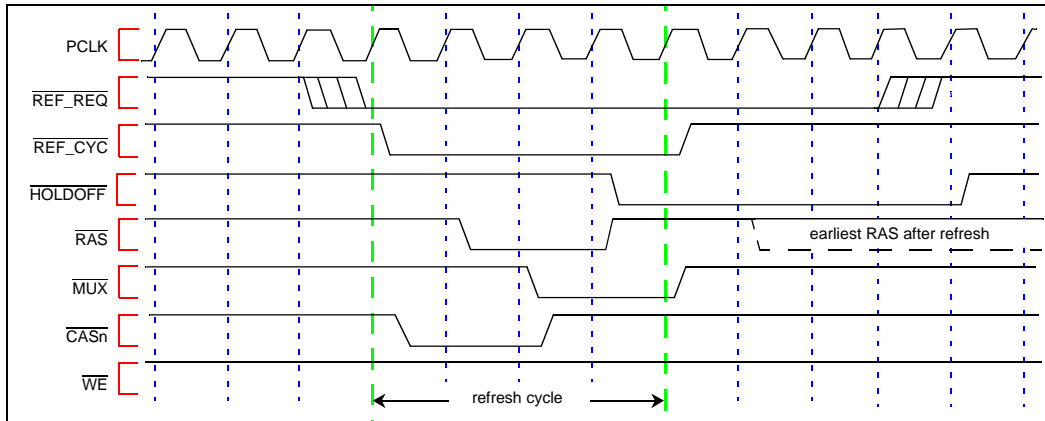 PCLK
REF_REQ
REF_CYC
HOLDOFF
RAS
earliest RAS after refresh
MUX
CASn
WE
refresh cycle